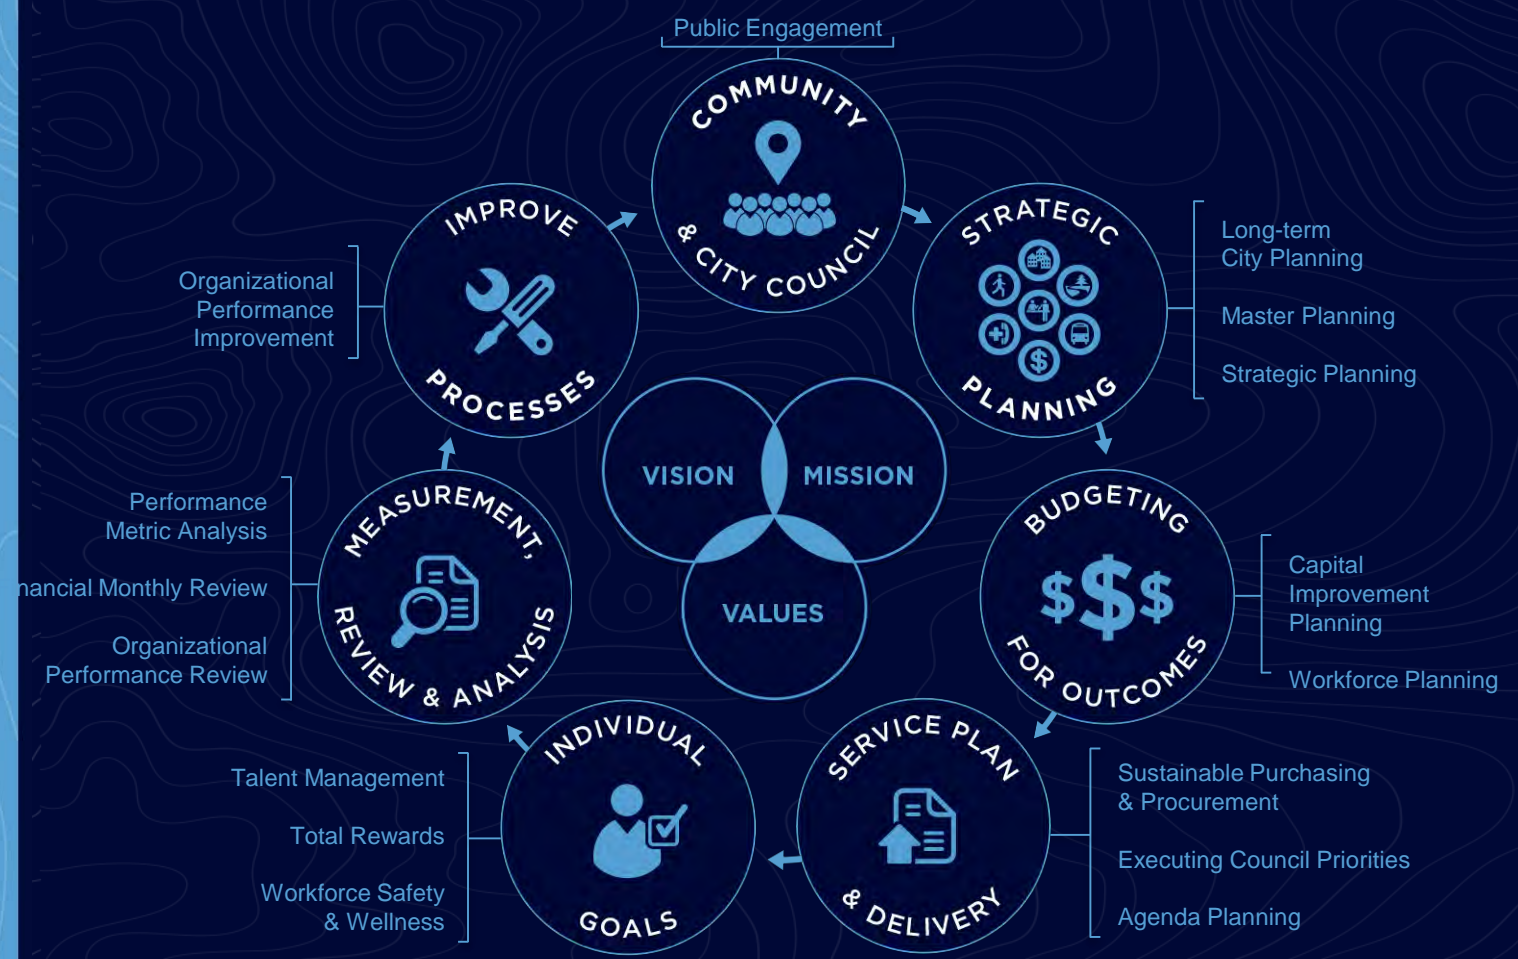 Public Engagement
COMMUNITY
& CITY COUNCIL
STRATEGIC
PLANNING
Long-term
City Planning
Master Planning
Strategic Planning
BUDGETING
FOR OUTCOMES
Capital
Improvement
Planning
Workforce Planning
SERVICE PLAN
& DELIVERY
Sustainable Purchasing
& Procurement
Executing Council Priorities
Agenda Planning
INDIVIDUAL
GOALS
Talent Management
Total Rewards
Workforce Safety
& Wellness
MEASUREMENT,
REVIEW & ANALYSIS
Performance
Metric Analysis
nancial Monthly Review
Organizational
Performance Review
IMPROVE
PROCESSES
Organizational
Performance
Improvement
VISION
MISSION
VALUES